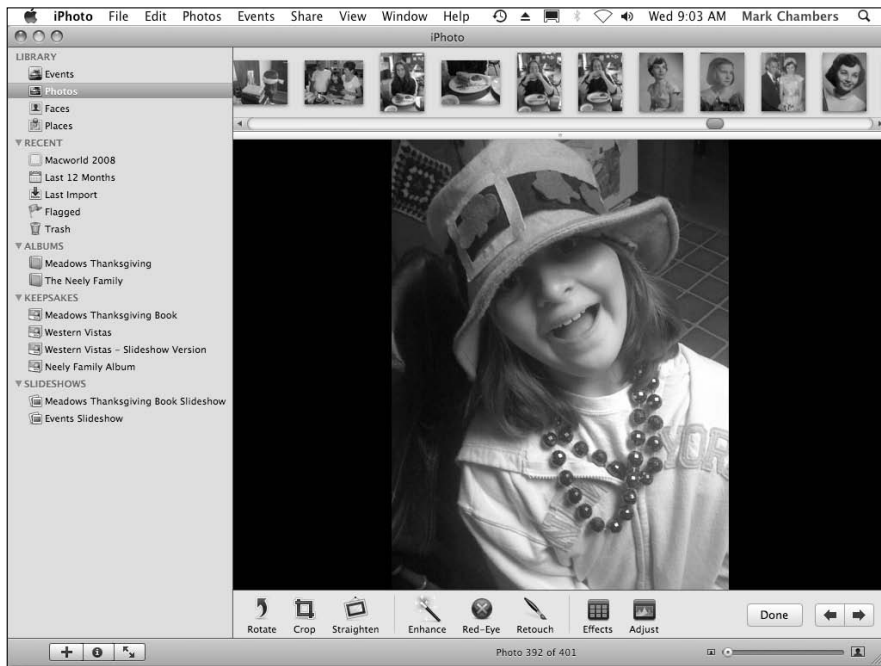 iPhoto File Edit Photos Events Share View Window Help Wed 9:03 AM Mark Chambers
iPhoto
LIBRARY
Events
Photos
Faces
Places
RECENT
Macworld 2008
Last 12 Months
Last Import
Flagged
Trash
ALBUMS
Meadows Thanksgiving
The Neely Family
KEEPSAKES
Meadows Thanksgiving Book
Western Vistas
Western Vistas – Slideshow Version
Neely Family Album
SLIDESHOWS
Meadows Thanksgiving Book Slideshow
Events Slideshow
YOR
Rotate Crop Straighten Enhance Red-Eye Retouch Effects Adjust Done
Photo 392 of 401